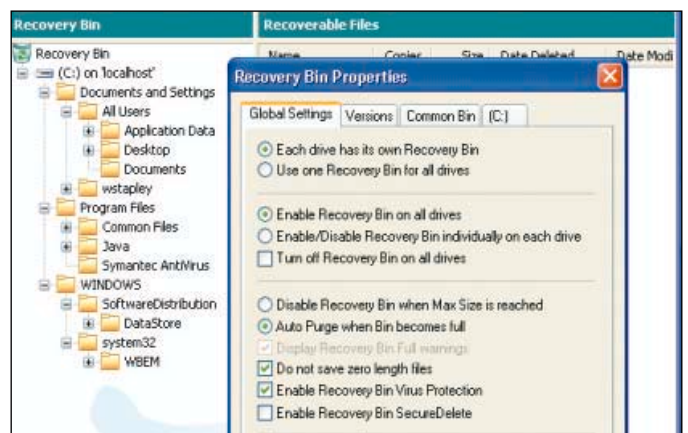 Recovery Bin
Recoverable Files
Recovery Bin
(C:) on 'localhost'
Documents and Settings
All Users
Application Data
Desktop
Documents
wstapley
Program Files
Common Files
Java
Symantec AntiVirus
WINDOWS
SoftwareDistribution
DataStore
system32
WBEM
Name Copies Size Date Deleted Date Modi
Recovery Bin Properties
Global Settings Versions Common Bin (C:)
Each drive has its own Recovery Bin
Use one Recovery Bin for all drives
Enable Recovery Bin on all drives
Enable/Disable Recovery Bin individually on each drive
Turn off Recovery Bin on all drives
Disable Recovery Bin when Max Size is reached
Auto Purge when Bin becomes full
Display Recovery Bin Full warnings
Do not save zero length files
Enable Recovery Bin Virus Protection
Enable Recovery Bin SecureDelete